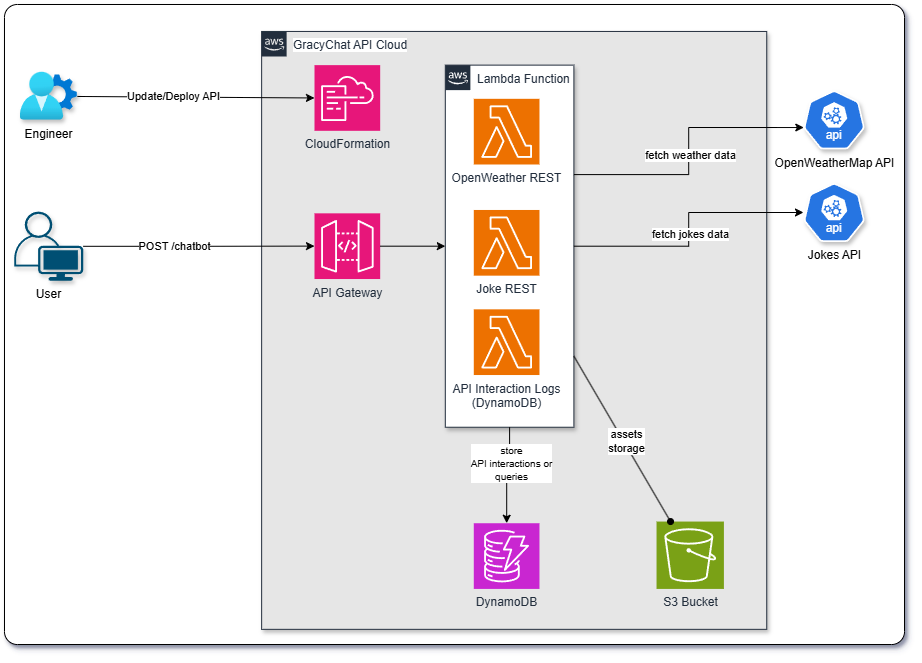 aws
GracyChat API Cloud
aws
Lambda Function
Update/Deploy API
Engineer
CloudFormation
OpenWeather REST
fetch weather data
api
OpenWeatherMap API
POST /chatbot
User
API Gateway
Joke REST
fetch jokes data
api
Jokes API
API Interaction Logs
(DynamoDB)
store
API interactions or
queries
assets
storage
DynamoDB
S3 Bucket